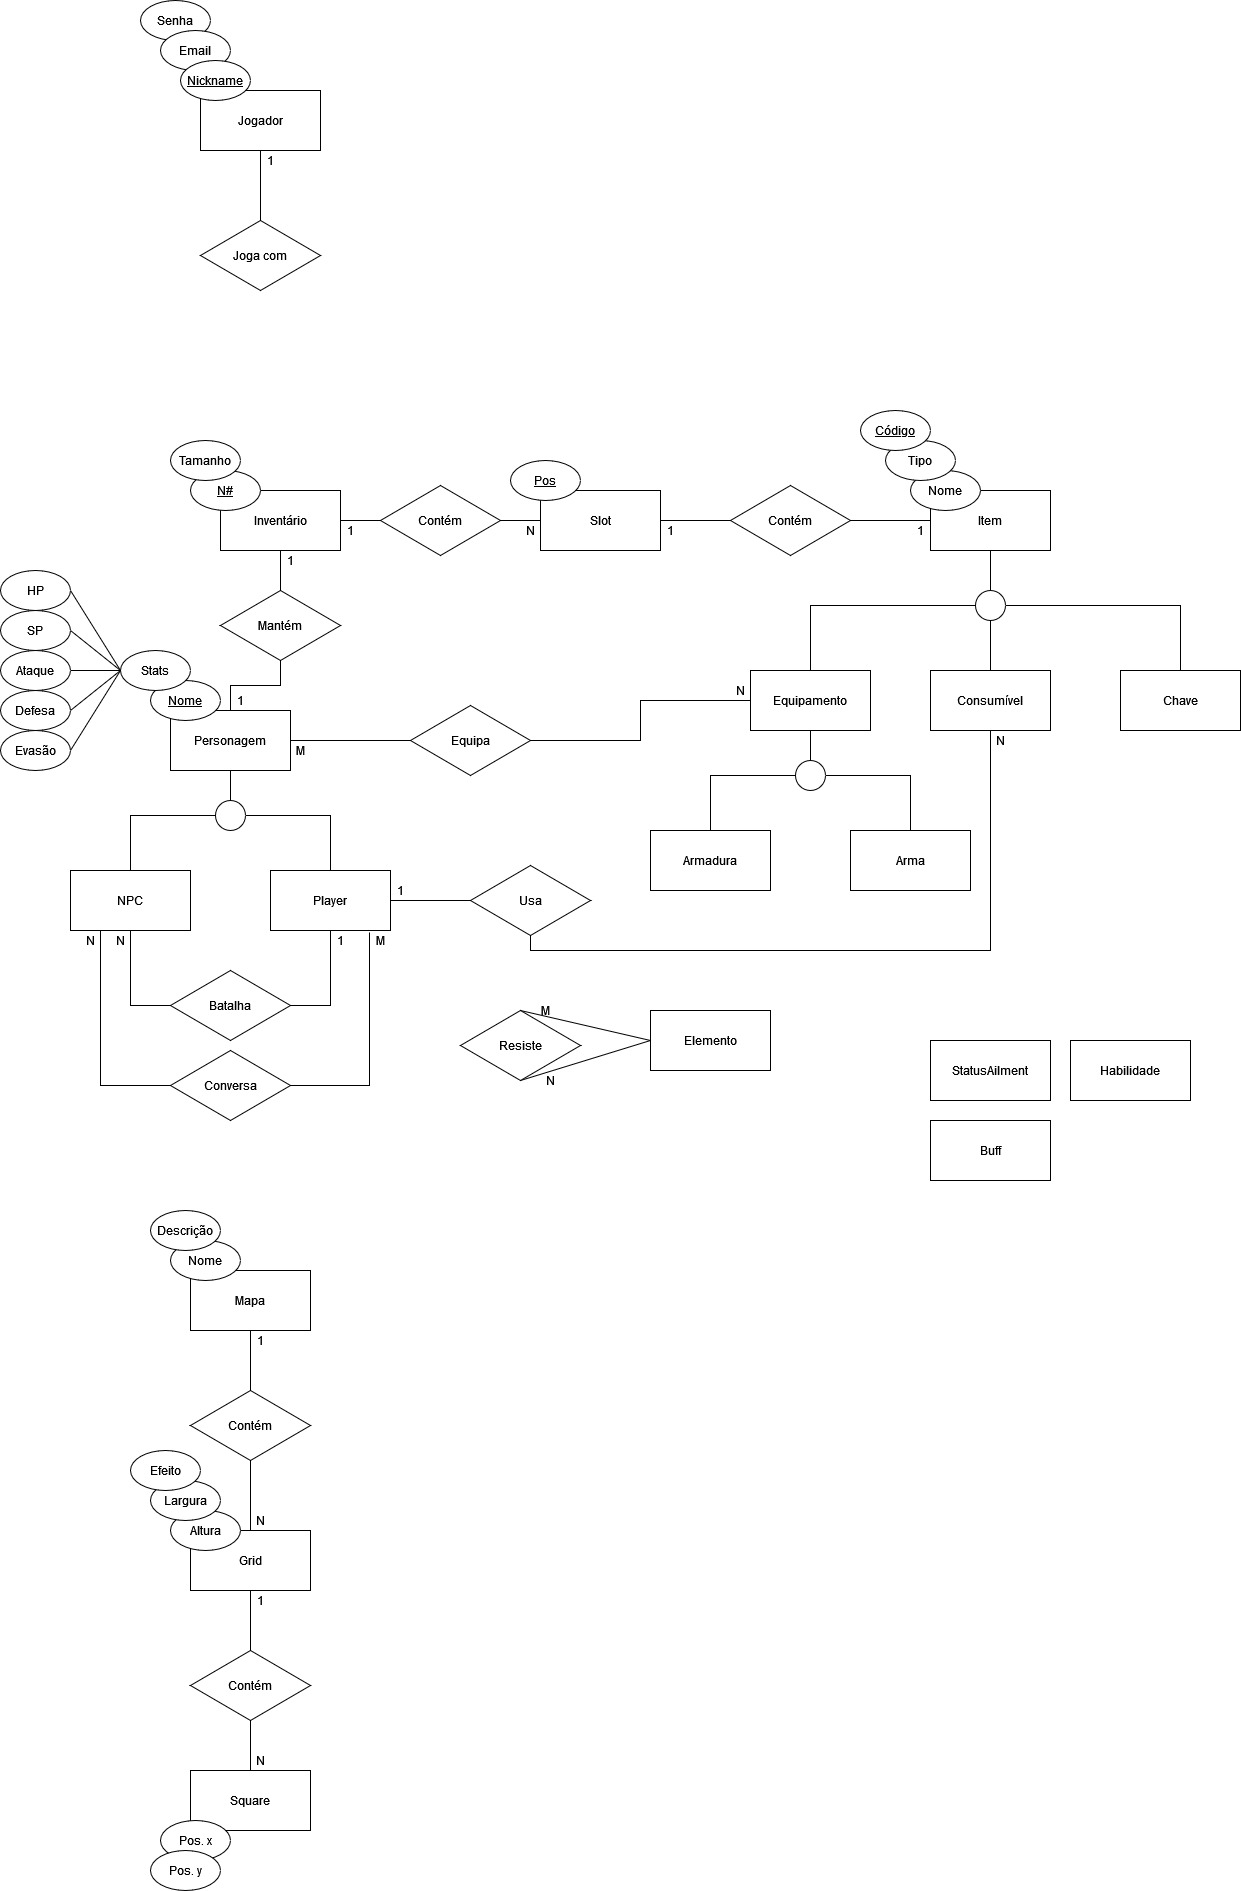 Senha
Email
Nickname
Jogador
1
Joga com
Código
Tamanho
Tipo
N#
Pos
Nome
Inventário
1
Contém
N
Slot
1
Contém
1
Item
1
HP
SP
Mantém
Ataque
Stats
Defesa
Nome
1
N
Equipamento
Consumível
Chave
Evasão
Personagem
M
Equipa
N
Armadura
Arma
NPC
Player
1
Usa
N
N
1
M
Batalha
M
Resiste
Elemento
N
Conversa
StatusAilment
Habilidade
Buff
Descrição
Nome
Mapa
1
Contém
Efeito
Largura
N
Altura
Grid
1
Contém
N
Square
Pos. x
Pos. y